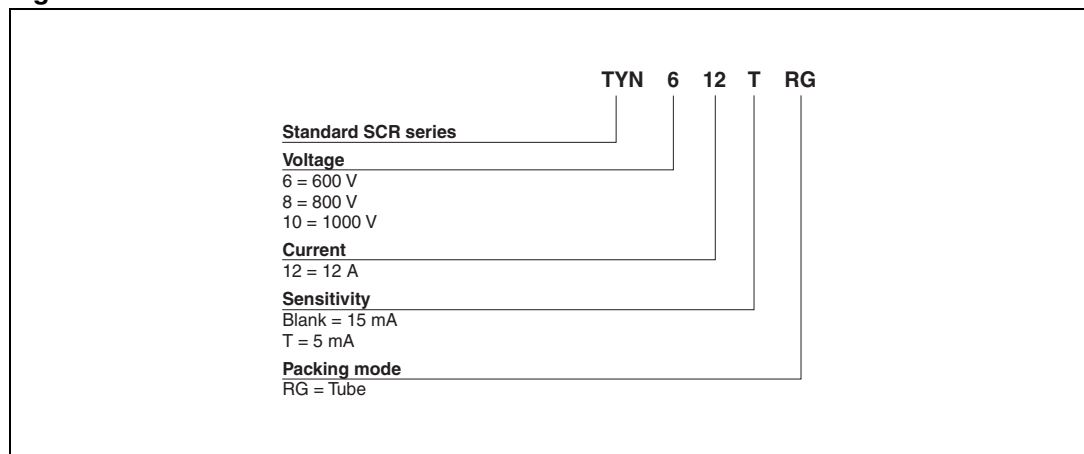 TYN 6 12 T RG
Standard SCR series
Voltage
6 = 600 V
8 = 800 V
10 = 1000 V
Current
12 = 12 A
Sensitivity
Blank = 15 mA
T = 5 mA
Packing mode
RG = Tube